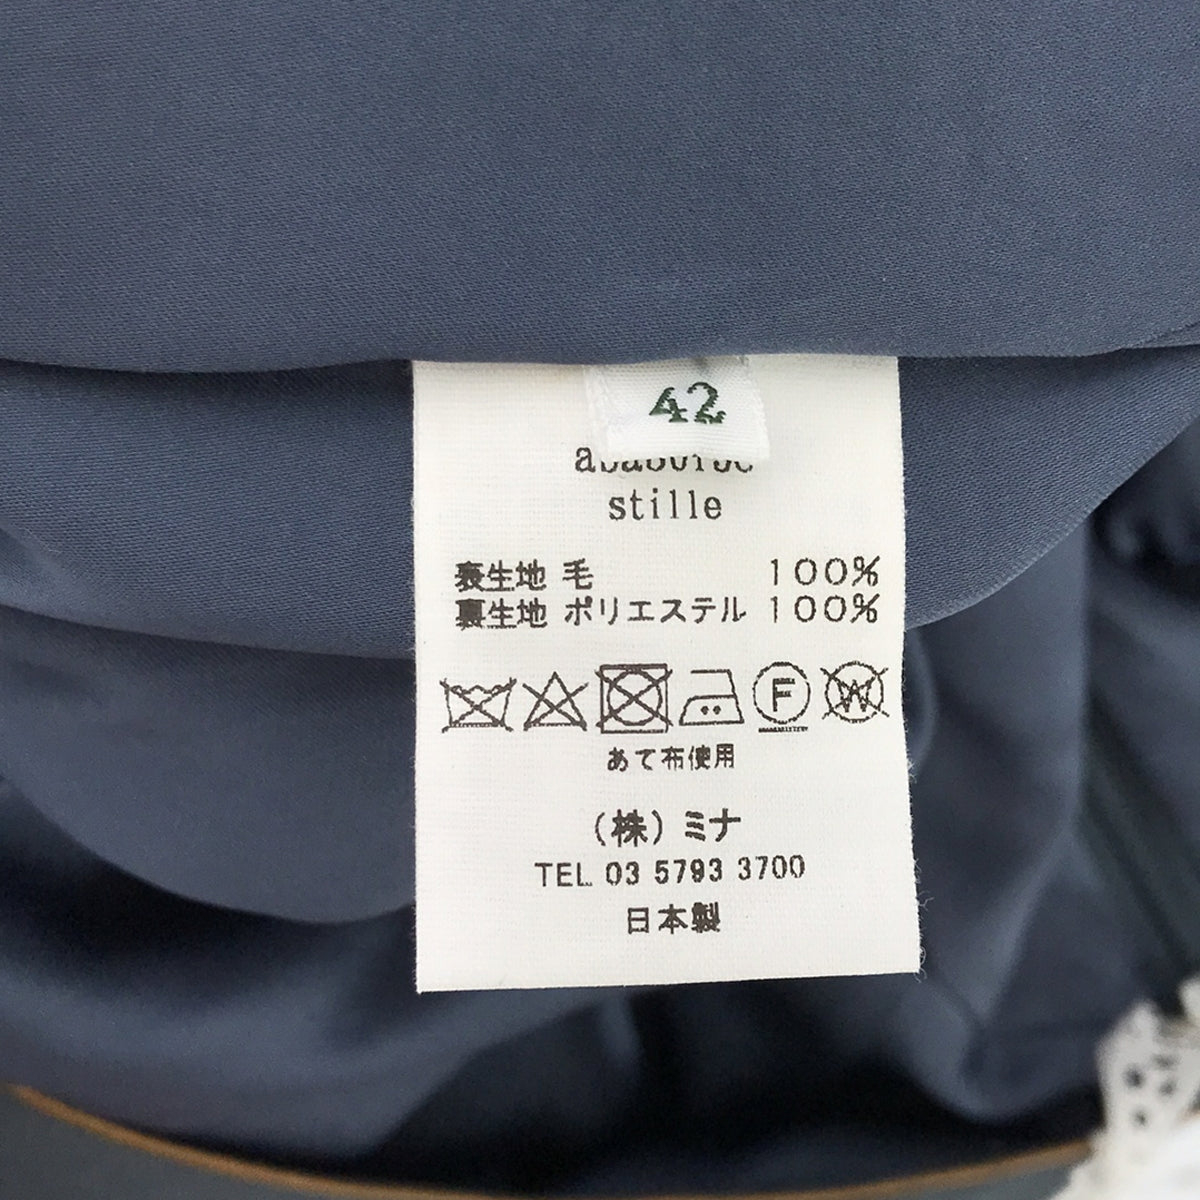 42
stille
表生地 毛 100%
裏生地 ポリエステル 100%
F W
あて布使用
（株）ミナ
TEL 03 5793 3700
日本製